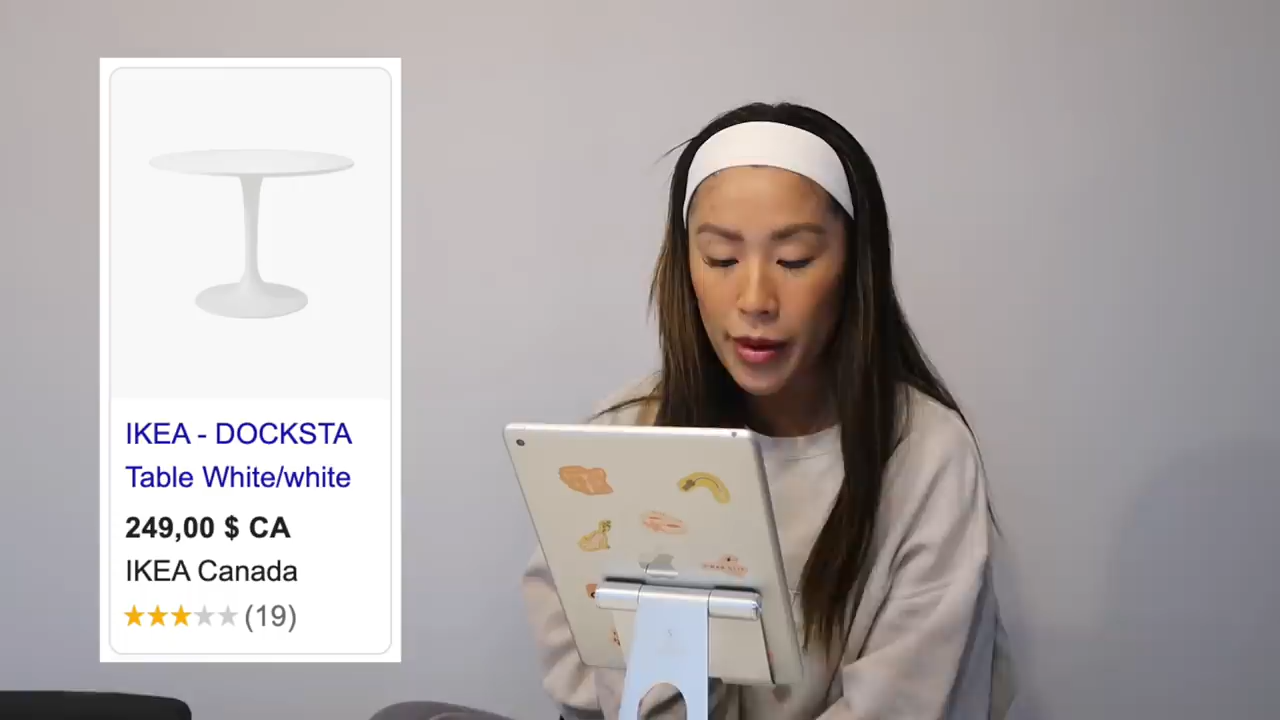 IKEA - DOCKSTA
Table White/white
249,00 $ CA
IKEA Canada
(19)